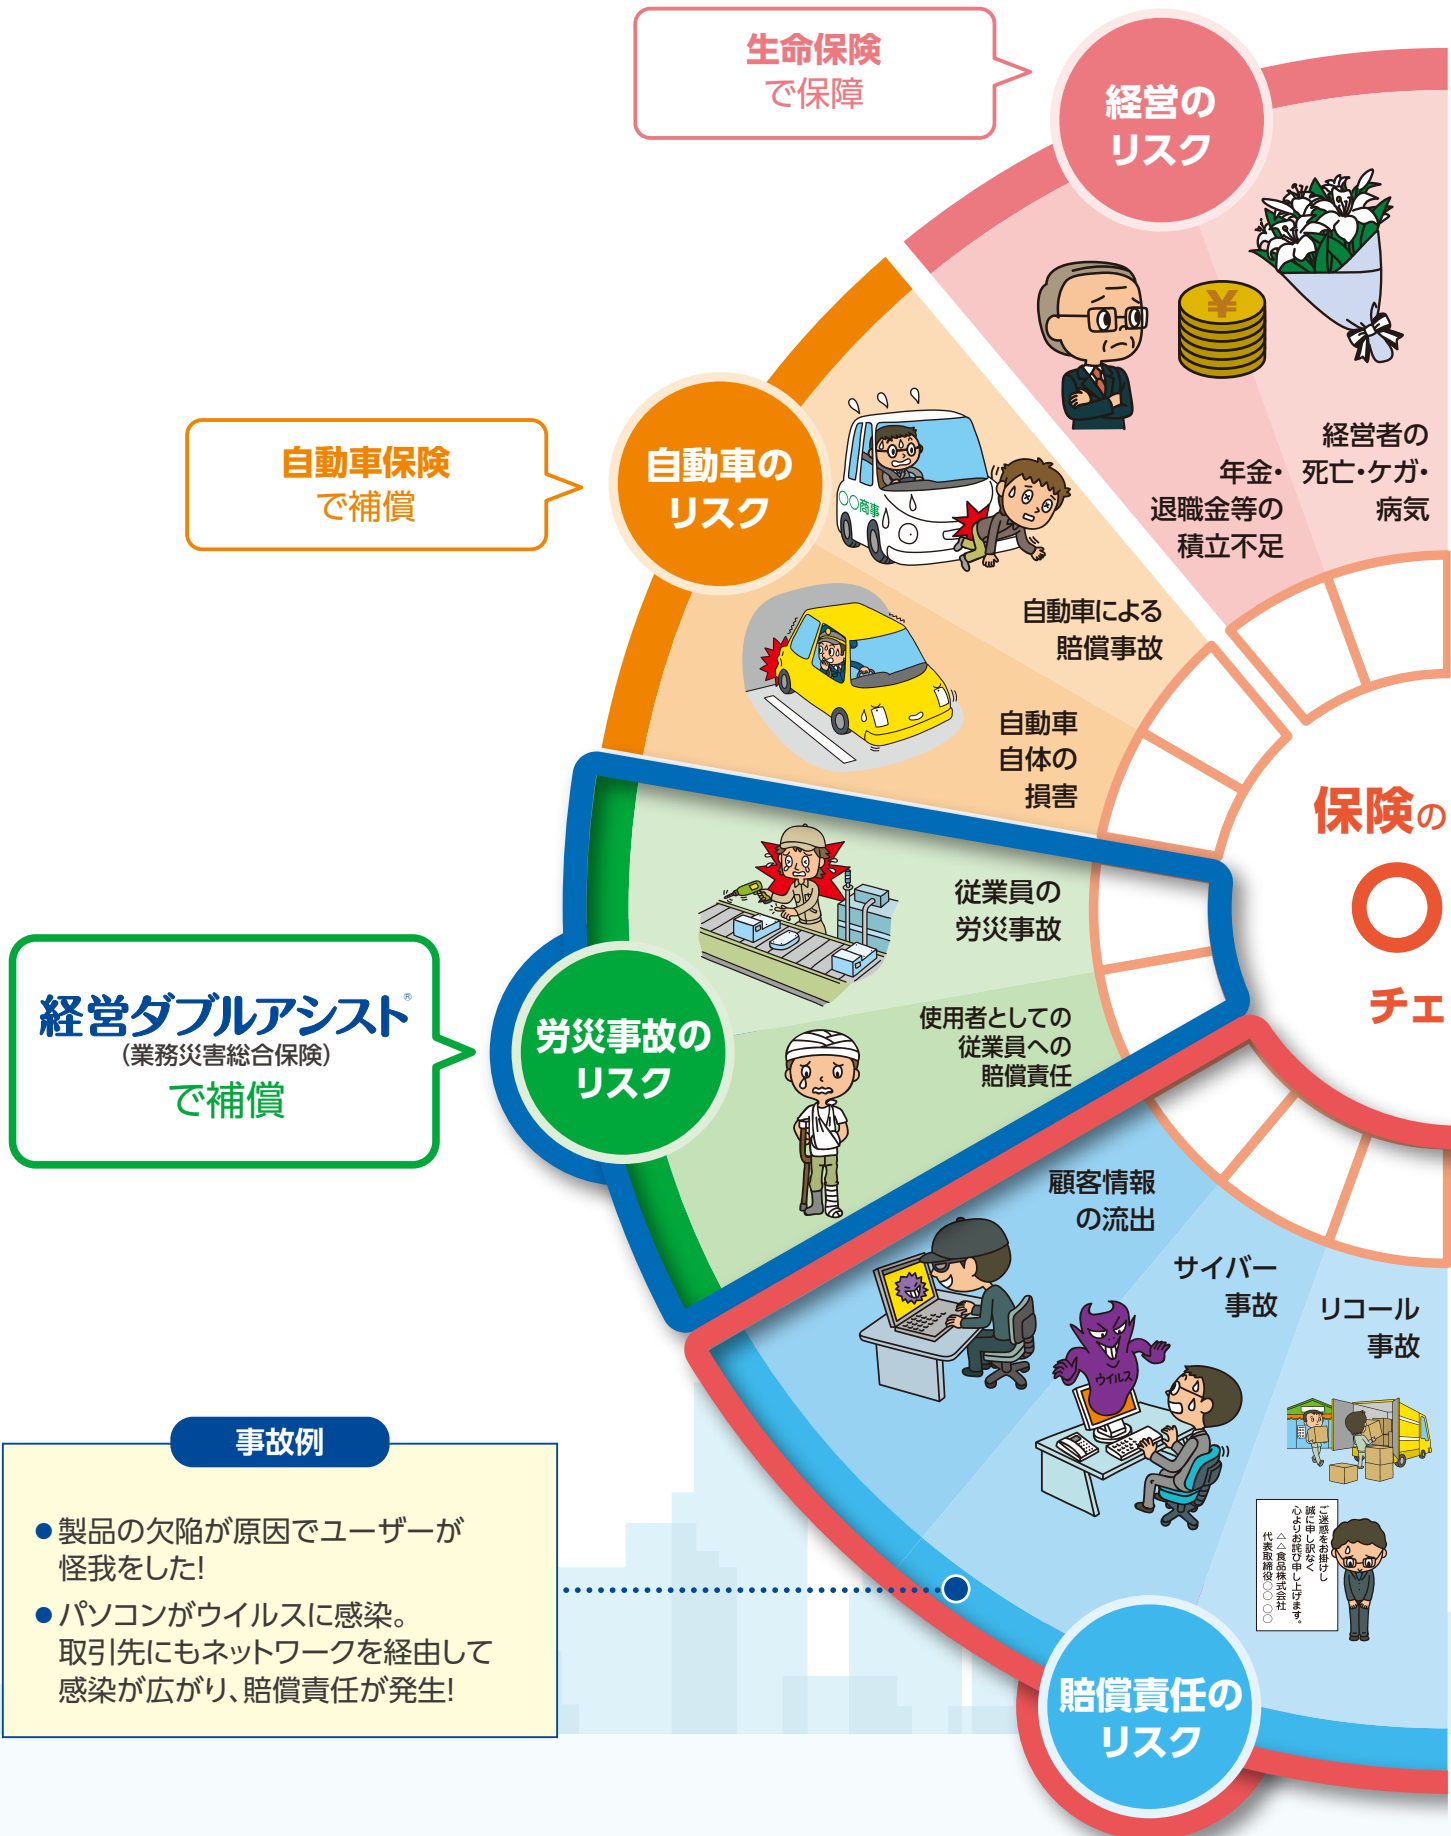 生命保険
で保障
経営の
リスク
経営者の
死亡・ケガ・
病気
年金・
退職金等の
積立不足
自動車保険
で補償
自動車の
リスク
○○商事
自動車による
賠償事故
自動車
自体の
損害
保険の
○
チェ
従業員の
労災事故
使用者としての
従業員への
賠償責任
経営ダブルアシスト®
(業務災害総合保険)
で補償
労災事故の
リスク
顧客情報
の流出
サイバー
事故
リコール
事故
ウイルス
ご迷惑をお掛けし
誠に申し訳なく
心よりお詫び申し上げます。
△△食品株式会社
代表取締役○○ ○○
事故例
●製品の欠陥が原因でユーザーが
怪我をした!
●パソコンがウイルスに感染。
取引先にもネットワークを経由して
感染が広がり、賠償責任が発生!
賠償責任の
リスク